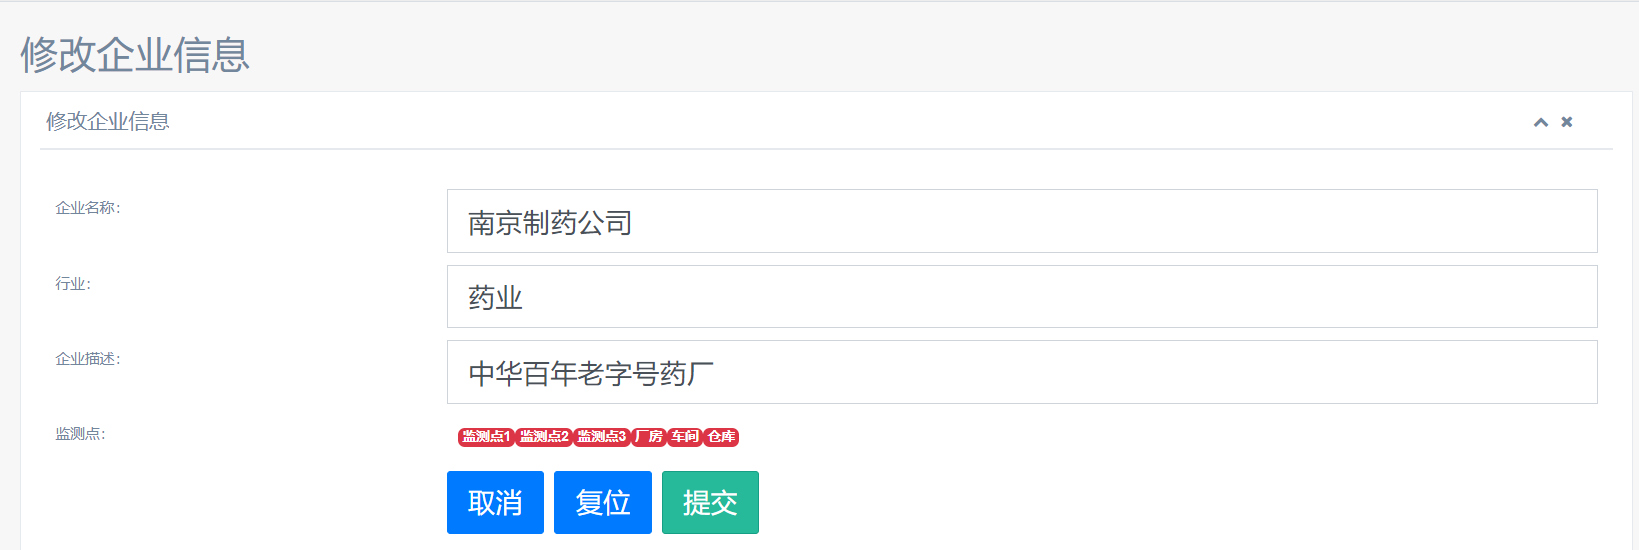 修改企业信息
修改企业信息
企业名称：
南京制药公司
行业：
药业
企业描述：
中华百年老字号药厂
监测点：
监测点1 监测点2 监测点3 厂房 车间 仓库
取消 复位 提交